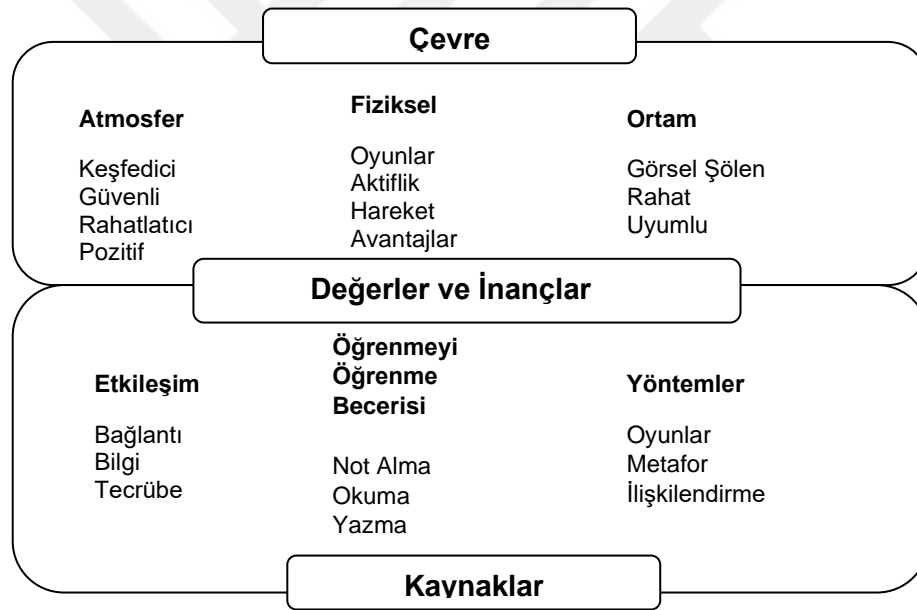 Çevre
Atmosfer
Keşfedici
Güvenli
Rahatlatıcı
Pozitif
Fiziksel
Oyunlar
Aktiflik
Hareket
Avantajlar
Ortam
Görsel Şölen
Rahat
Uyumlu
Değerler ve İnançlar
Etkileşim
Bağlantı
Bilgi
Tecrübe
Öğrenmeyi
Öğrenme
Becerisi
Not Alma
Okuma
Yazma
Yöntemler
Oyunlar
Metafor
İlişkilendirme
Kaynaklar